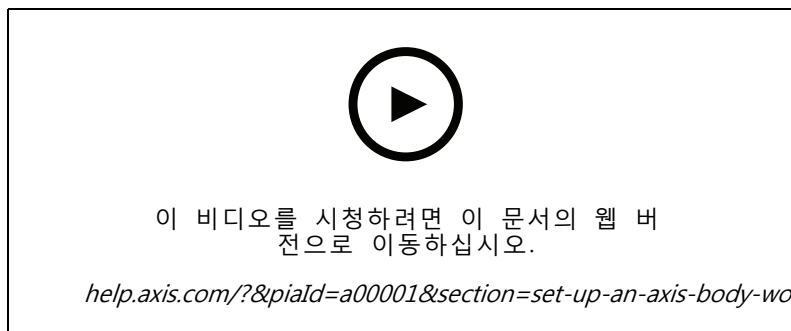 이 비디오를 시청하려면 이 문서의 웹 버
전으로 이동하십시오.
help.axis.com/?&piaId=a00001&section=set-up-an-axis-body-wo